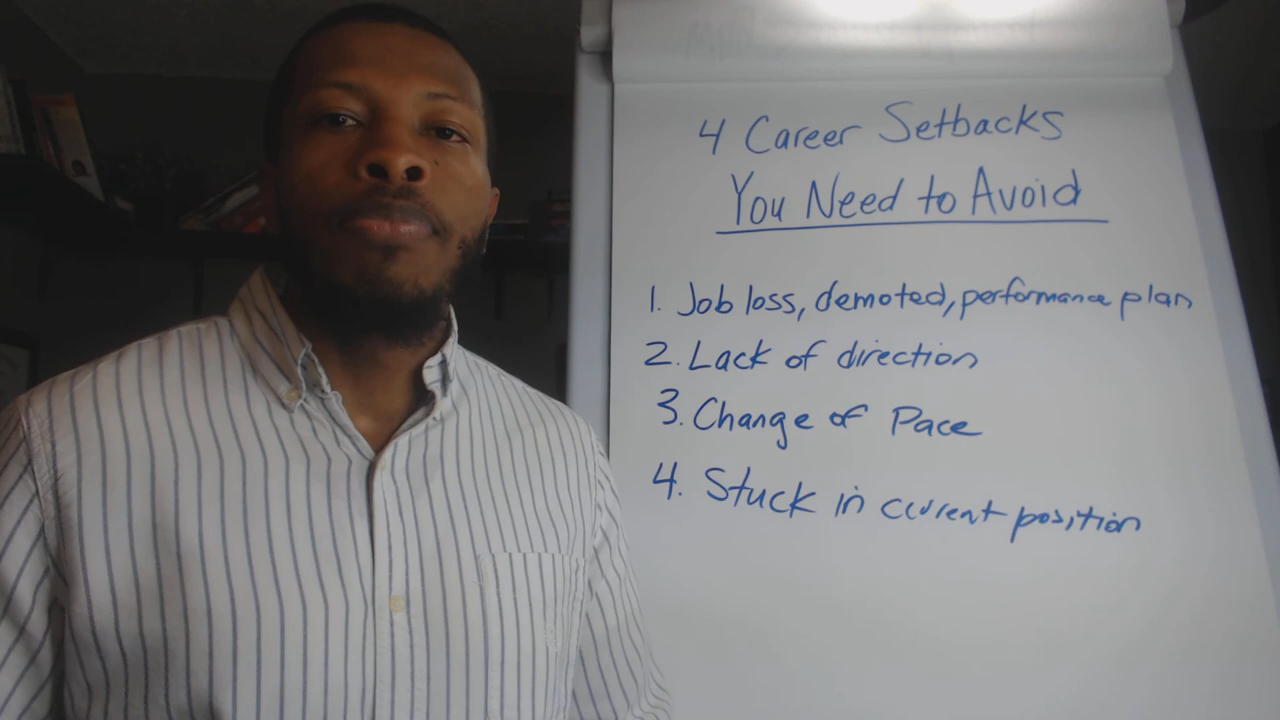 4 Career Setbacks
You Need to Avoid
1. Job loss, demoted, performance plan
2. Lack of direction
3. Change of Pace
4. Stuck in current position